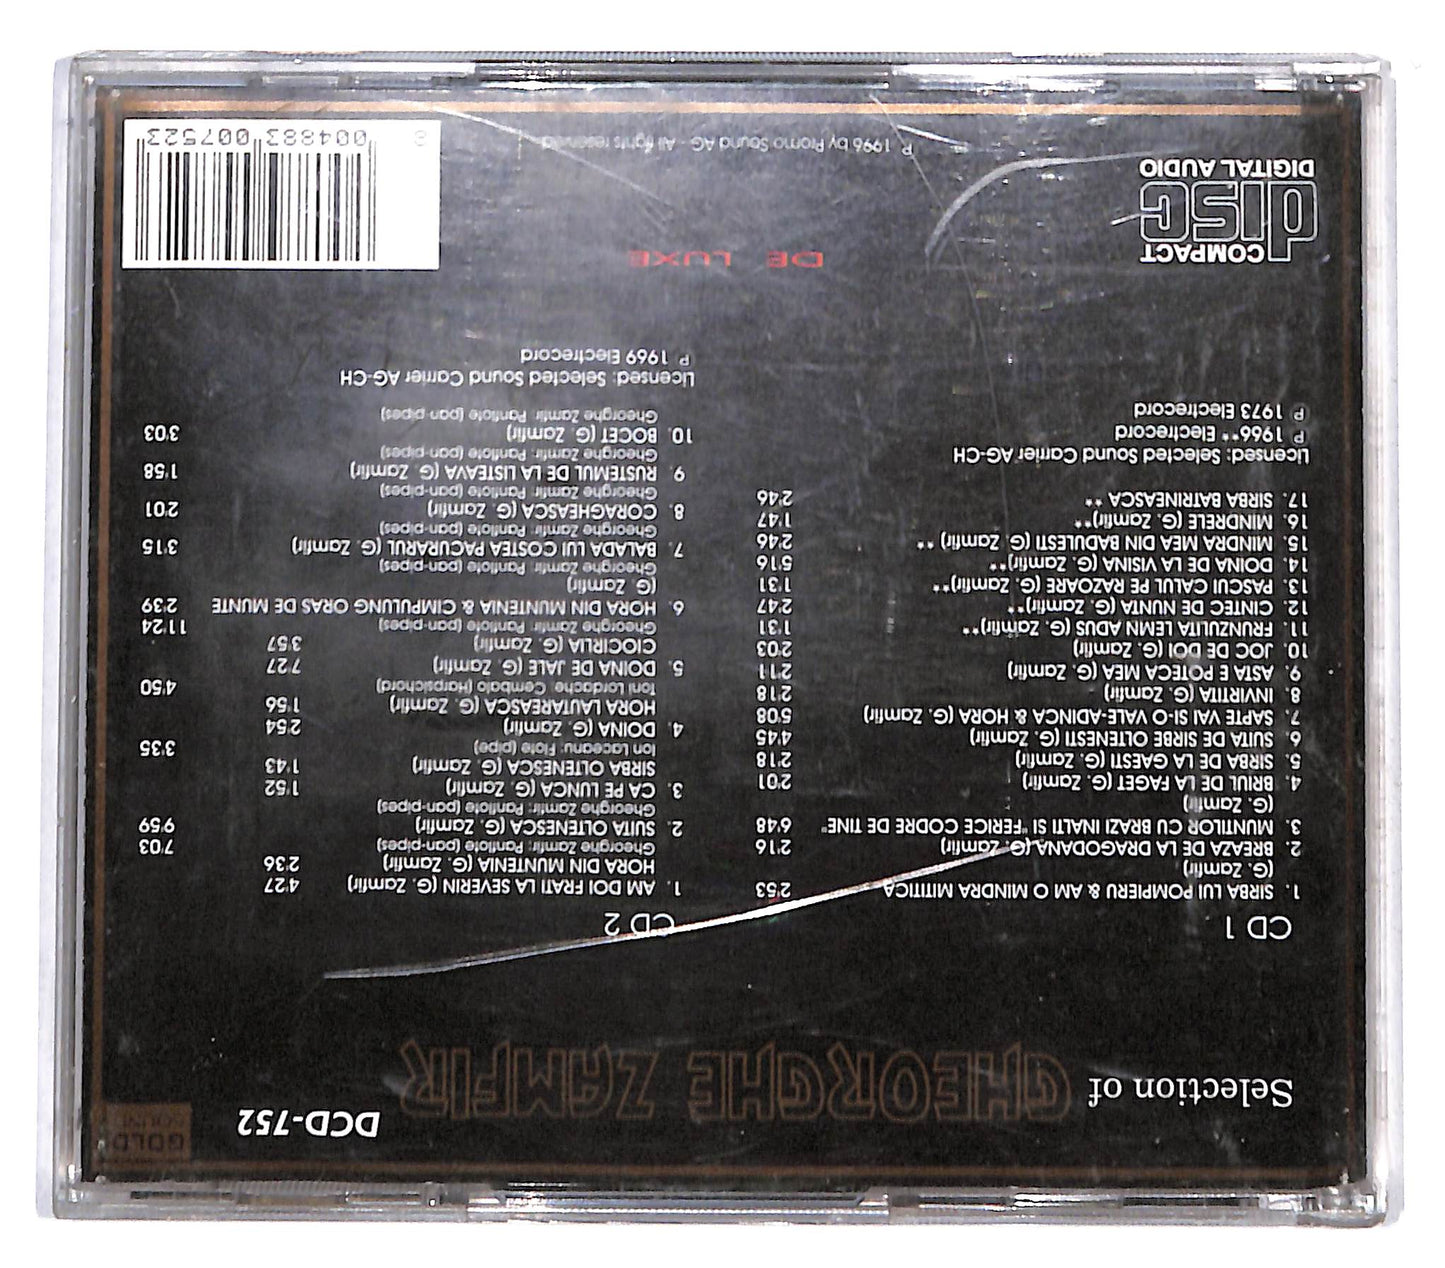 Selection of GHEORGHE ZAMFIR
DCD-752
GOLD
SOUND
CD 1
1. SIRBA LUI POMPIERU & AM O MINDRA MITITICA 2'53
(G. Zamfir)
2. BREAZA DE LA DRAGODANA (G. Zamfir) 2'16
3. MUNTILOR CU BRAZI INALTI SI "FERICE CODRE DE TINE" 6'48
(G. Zamfir)
4. BRIUL DE LA FAGET (G. Zamfir) 2'01
5. SIRBA DE LA GAESTI (G. Zamfir) 2'18
6. SUITA DE SIRBE OLTENESTI (G. Zamfir) 4'45
7. SAPTE VAI SI-O VALE-ADINCA & HORA (G. Zamfir) 5'08
8. INVIRTITA (G. Zamfir) 2'18
9. ASTA E POTECA MEA (G. Zamfir) 2'11
10. JOC DE DOI (G. Zamfir) 2'03
11. FRUNZULITA LEMN ADUS (G. Zamfir)** 1'31
12. CINTEC DE NUNTA (G. Zamfir)** 2'47
13. PASCUI CALUL PE RAZOARE (G. Zamfir)** 1'31
14. DOINA DE LA VISINA (G. Zamfir)** 5'16
15. MINDRA MEA DIN BADULESTI (G. Zamfir) ** 2'46
16. MINDRELE (G. Zamfir)** 1'47
17. SIRBA BATRINEASCA ** 2'46
Licensed: Selected Sound Carrier AG-CH
P 1966** Electrecord
P 1973 Electrecord
CD 2
1. AM DOI FRATI LA SEVERIN (G. Zamfir) 4'27
HORA DIN MUNTENIA (G. Zamfir) 2'36
Gheorghe Zamfir: Panflote (pan-pipes) 7'03
2. SUITA OLTENESCA (G. Zamfir) 9'59
Gheorghe Zamfir: Panflote (pan pipes)
3. CA PE LUNCA (G. Zamfir) 1'52
SIRBA OLTENESCA (G. Zamfir) 1'43
Ion Laceanu: Flote (pipe) 3'35
4. DOINA (G. Zamfir) 2'54
HORA LAUTAREASCA (G. Zamfir) 1'56
Toni Lordache: Cembalo (Harpsichord) 4'50
5. DOINA DE JALE (G. Zamfir) 7'27
CIOCIRLIA (G. Zamfir) 3'57
Gheorghe Zamfir: Panflote (pan-pipes) 11'24
6. HORA DIN MUNTENIA & CIMPULUNG ORAS DE MUNTE 2'39
(G. Zamfir)
Gheorghe Zamfir: Panflote (pan-pipes)
7. BALADA LUI COSTEA PACURARUL (G. Zamfir) 3'15
Gheorghe Zamfir: Panflote (pan-pipes)
8. CORAGHEASCA (G. Zamfir) 2'01
Gheorghe Zamfir: Panflote (pan-pipes)
9. RUSTEMUL DE LA LISTEAVA (G. Zamfir) 1'58
Gheorghe Zamfir: Panflote (pan-pipes)
10. BOCET (G. Zamfir) 3'03
Gheorghe Zamfir: Panflote (pan-pipes)
Licensed: Selected Sound Carrier AG-CH
P 1969 Electrecord
COMPACT
disc
DIGITAL AUDIO
DE LUXE
P 1996 by Promo Sound AG - All rights reserved
004883 007523